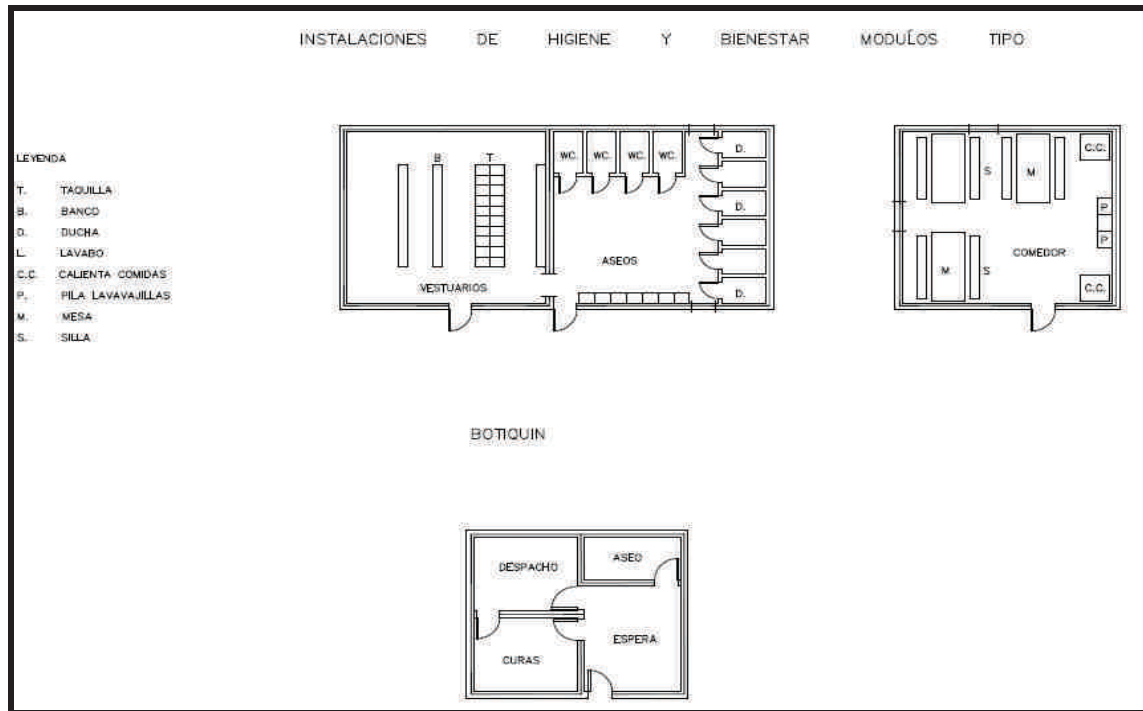 INSTALACIONES DE HIGIENE Y BIENESTAR MODULOS TIPO
LEYENDA
T. TAQUILLA
B. BANCO
D. DUCHA
L. LAVABO
C.C. CALIENTA COMIDAS
P. PILA LAVAVAJILLAS
M. MESA
S. SILLA
B T
WC. WC. WC. WC.
D.
D.
D.
ASEOS
VESTUARIOS
C.C.
S M
P
P
COMEDOR
M S
C.C.
BOTIQUIN
DESPACHO
ASEO
ESPERA
CURAS